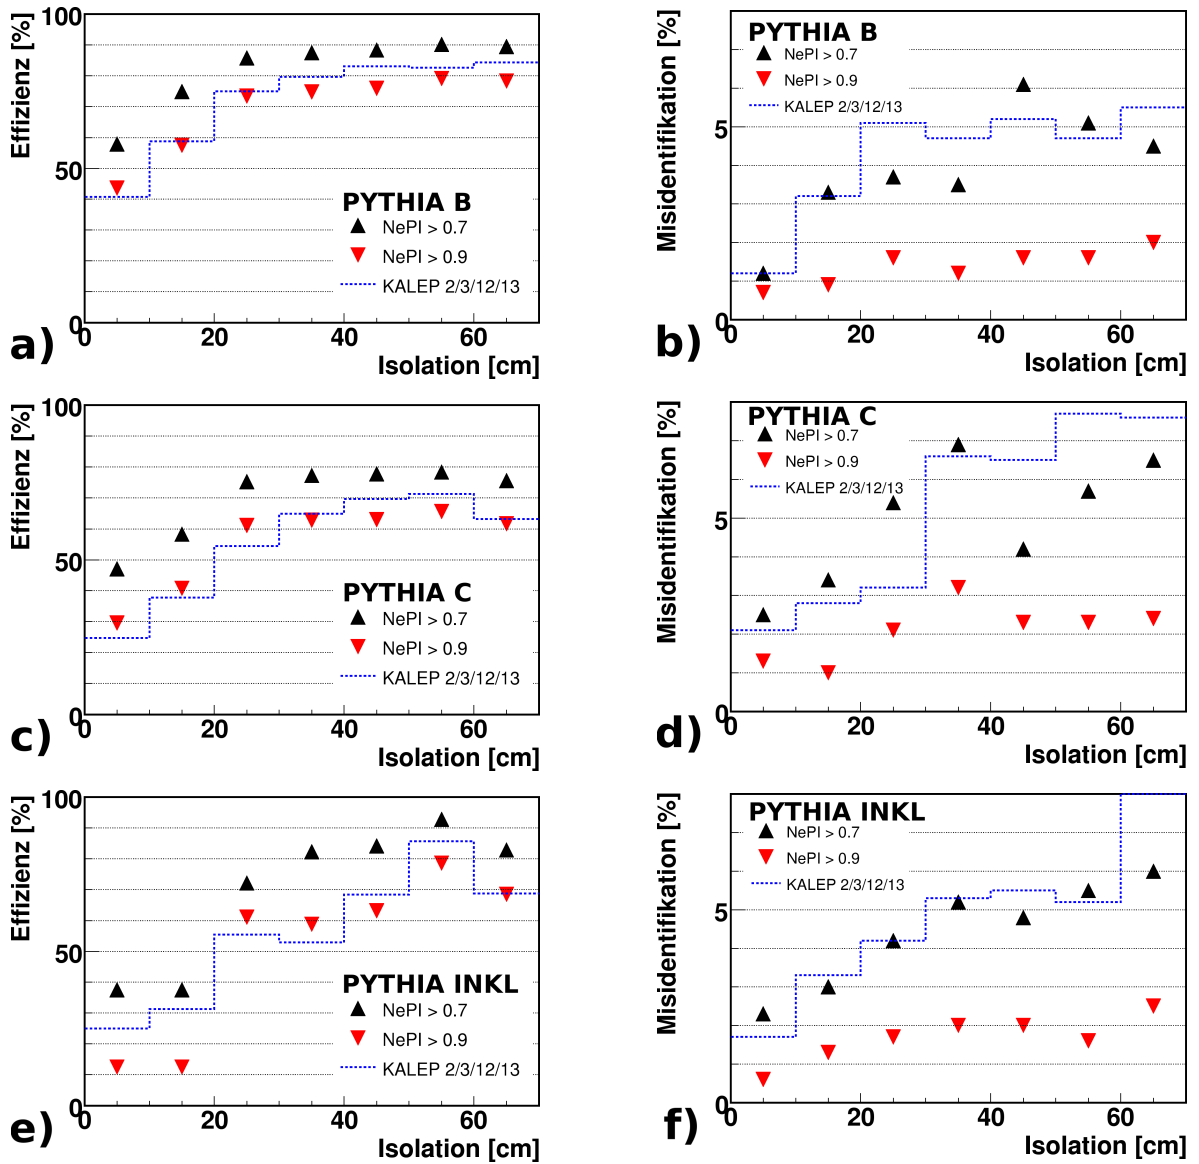 Effizienz [%]
100
50
0
PYTHIA B
NePI > 0.7
NePI > 0.9
KALEP 2/3/12/13
0 20 40 60
Isolation [cm]
a)
Misidentifikation [%]
5
0
PYTHIA B
NePI > 0.7
NePI > 0.9
KALEP 2/3/12/13
0 20 40 60
Isolation [cm]
b)
Effizienz [%]
100
50
0
PYTHIA C
NePI > 0.7
NePI > 0.9
KALEP 2/3/12/13
0 20 40 60
Isolation [cm]
c)
Misidentifikation [%]
5
0
PYTHIA C
NePI > 0.7
NePI > 0.9
KALEP 2/3/12/13
0 20 40 60
Isolation [cm]
d)
Effizienz [%]
100
50
0
PYTHIA INKL
NePI > 0.7
NePI > 0.9
KALEP 2/3/12/13
0 20 40 60
Isolation [cm]
e)
Misidentifikation [%]
5
0
PYTHIA INKL
NePI > 0.7
NePI > 0.9
KALEP 2/3/12/13
0 20 40 60
Isolation [cm]
f)